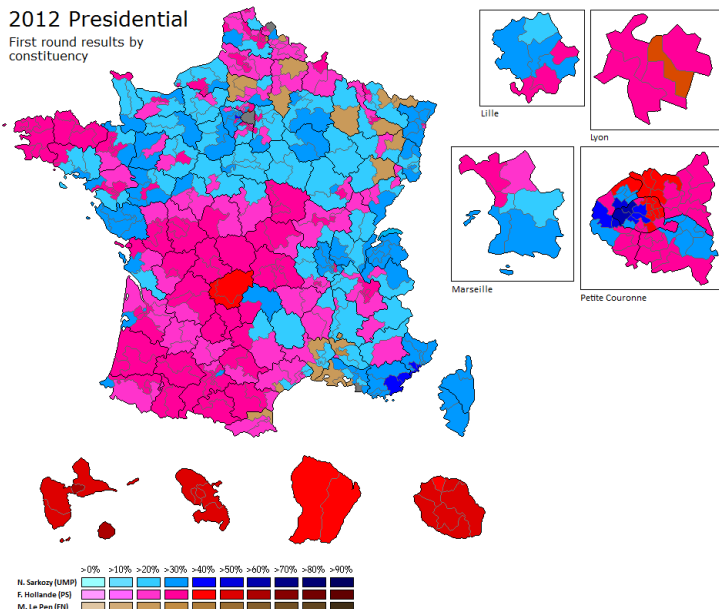 2012 Presidential
First round results by
constituency
Lille
Lyon
Marseille
Petite Couronne
>0% >10% >20% >30% >40% >50% >60% >70% >80% >90%
N. Sarkozy (UMP)
F. Hollande (PS)
M. Le Pen (FN)